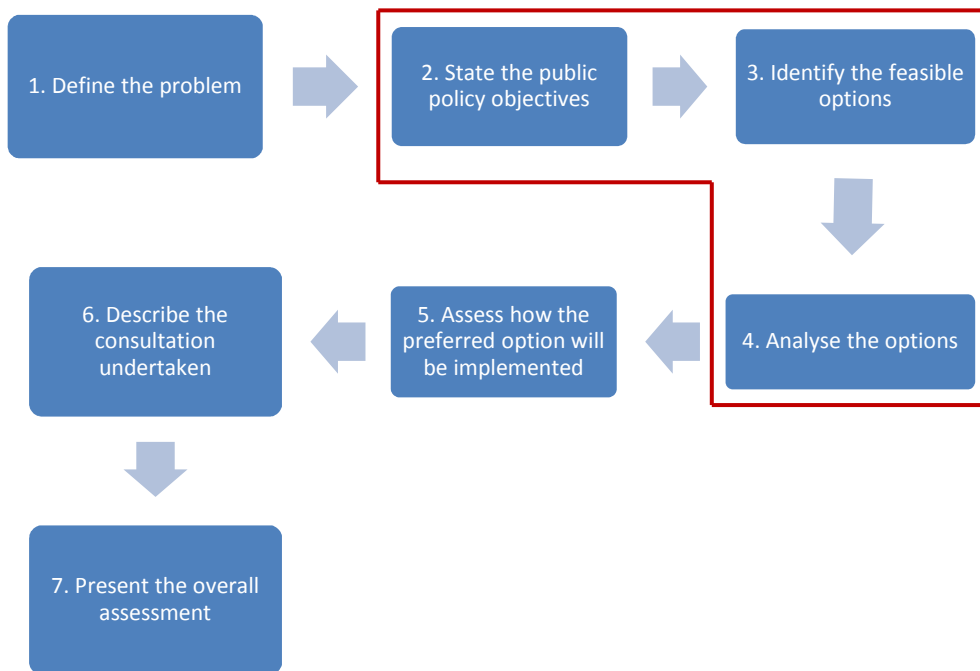 1. Define the problem
2. State the public
policy objectives
3. Identify the feasible
options
4. Analyse the options
5. Assess how the
preferred option will
be implemented
6. Describe the
consultation
undertaken
7. Present the overall
assessment